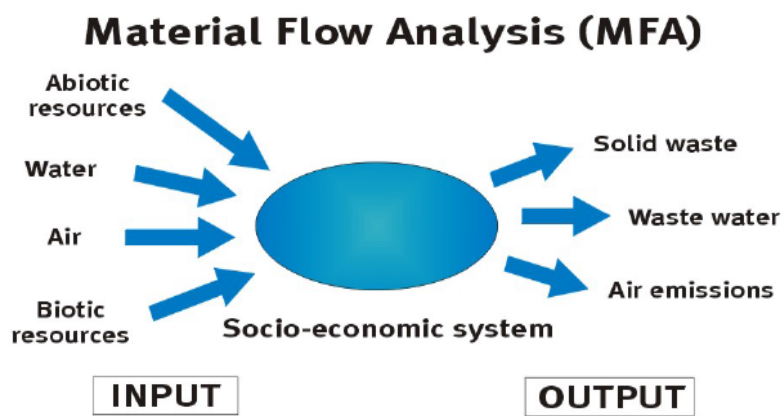 Material Flow Analysis (MFA)
Abiotic
resources
Water
Air
Biotic
resources
Solid waste
Waste water
Air emissions
Socio-economic system
INPUT
OUTPUT